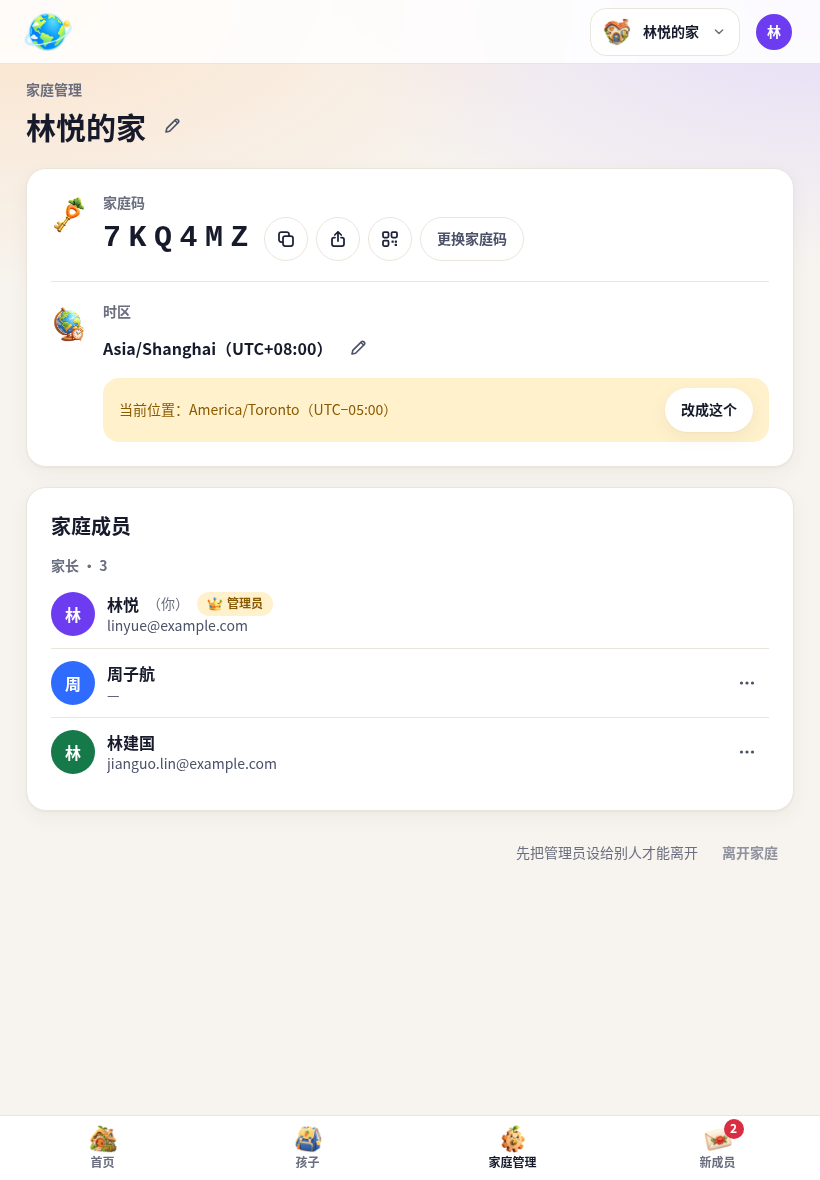 林悦的家
林
家庭管理
林悦的家
家庭码
7KQ4MZ
更换家庭码
时区
Asia/Shanghai（UTC+08:00）
当前位置：America/Toronto（UTC−05:00）
改成这个
家庭成员
家长 · 3
林
林悦 （你） 管理员
linyue@example.com
周
周子航
—
林
林建国
jianguo.lin@example.com
先把管理员设给别人才能离开 离开家庭
2
首页 孩子 家庭管理 新成员